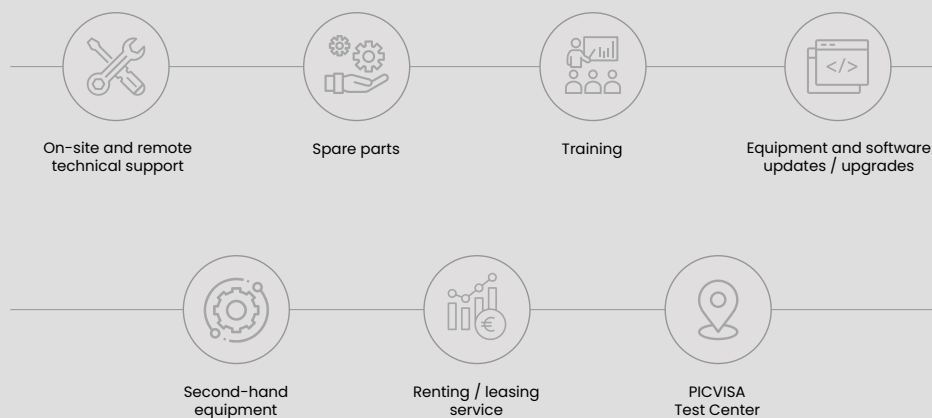 On-site and remote
technical support
Spare parts
Training
Equipment and software
updates / upgrades
</>
Second-hand
equipment
Renting / leasing
service
€
PICVISA
Test Center